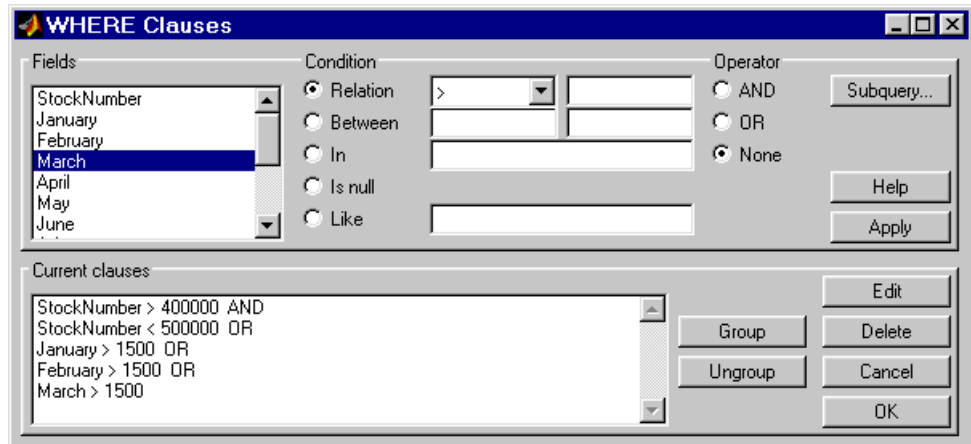 WHERE Clauses
Fields
Condition
Operator
StockNumber
January
February
March
April
May
June
Relation
>
Between
In
Is null
Like
AND
OR
None
Subquery...
Help
Apply
Current clauses
StockNumber > 400000 AND
StockNumber < 500000 OR
January > 1500 OR
February > 1500 OR
March > 1500
Group
Ungroup
Edit
Delete
Cancel
OK